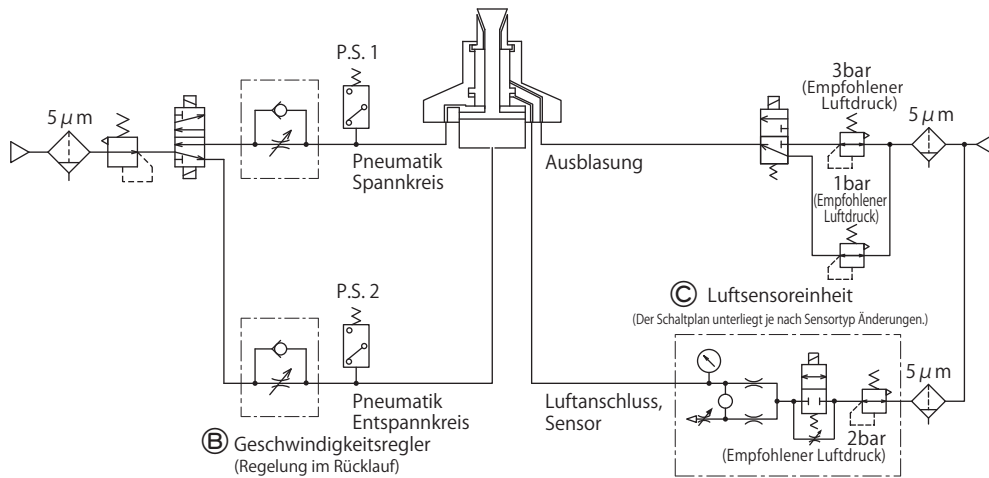 P.S. 1
5 µm
Pneumatik
Spannkreis
3bar
(Empfohlener
Luftdruck)
5 µm
Ausblasung
1bar
(Empfohlener
Luftdruck)
P.S. 2
Pneumatik
Entspannkreis
Ⓑ Geschwindigkeitsregler
(Regelung im Rücklauf)
Ⓒ Luftsensoreinheit
(Der Schaltplan unterliegt je nach Sensortyp Änderungen.)
5 µm
Luftanschluss,
Sensor
2bar
(Empfohlener Luftdruck)